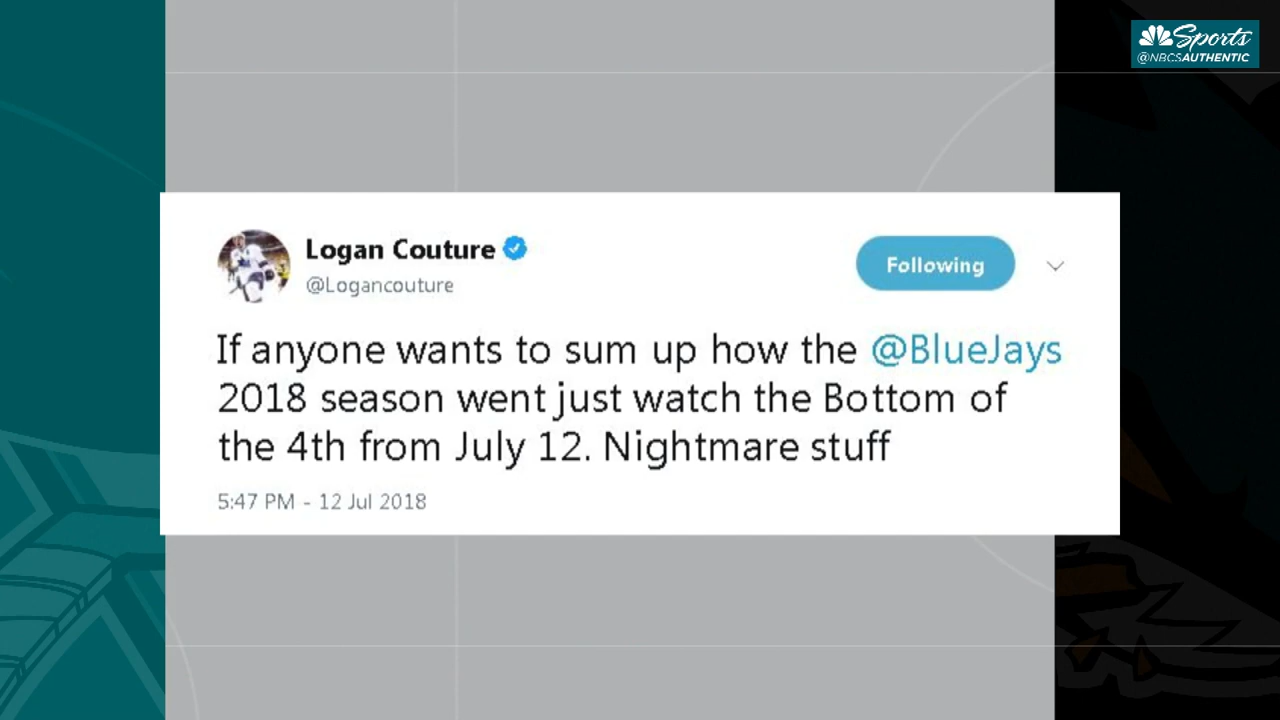 Sports
@NBCSAUTHENTIC
Logan Couture
@Logancouture
Following
If anyone wants to sum up how the @BlueJays
2018 season went just watch the Bottom of
the 4th from July 12. Nightmare stuff
5:47 PM - 12 Jul 2018